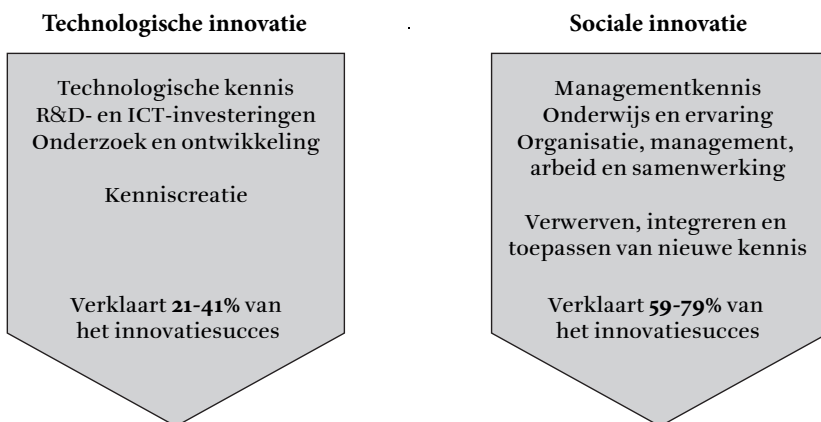 Technologische innovatie
Technologische kennis
R&D- en ICT-investeringen
Onderzoek en ontwikkeling
Kenniscreatie
Verklaart 21-41% van
het innovatiesucces
Sociale innovatie
Managementkennis
Onderwijs en ervaring
Organisatie, management,
arbeid en samenwerking
Verwerven, integreren en
toepassen van nieuwe kennis
Verklaart 59-79% van
het innovatiesucces